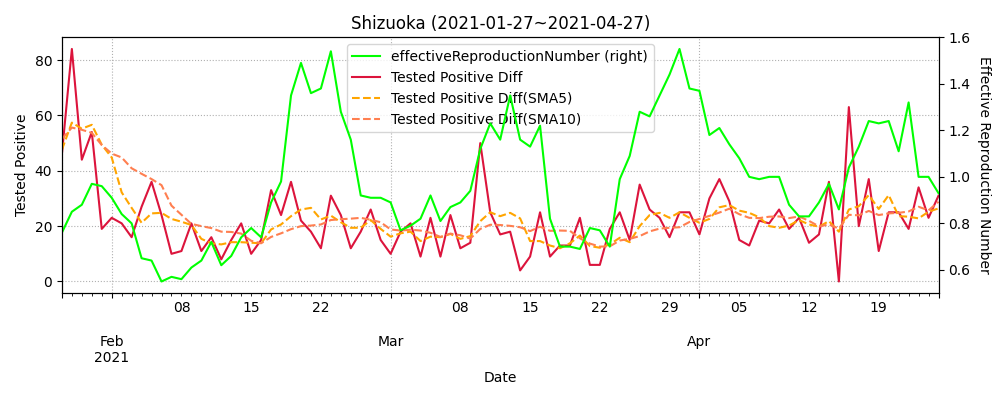 Shizuoka (2021-01-27~2021-04-27)
effectiveReproductionNumber (right)
Tested Positive Diff
Tested Positive Diff(SMA5)
Tested Positive Diff(SMA10)
Tested Positive
80
60
40
20
0
Effective Reproduction Number
1.6
1.4
1.2
1.0
0.8
0.6
08 15 22 08 15 22 29 05 12 19
Feb Mar Apr
2021
Date